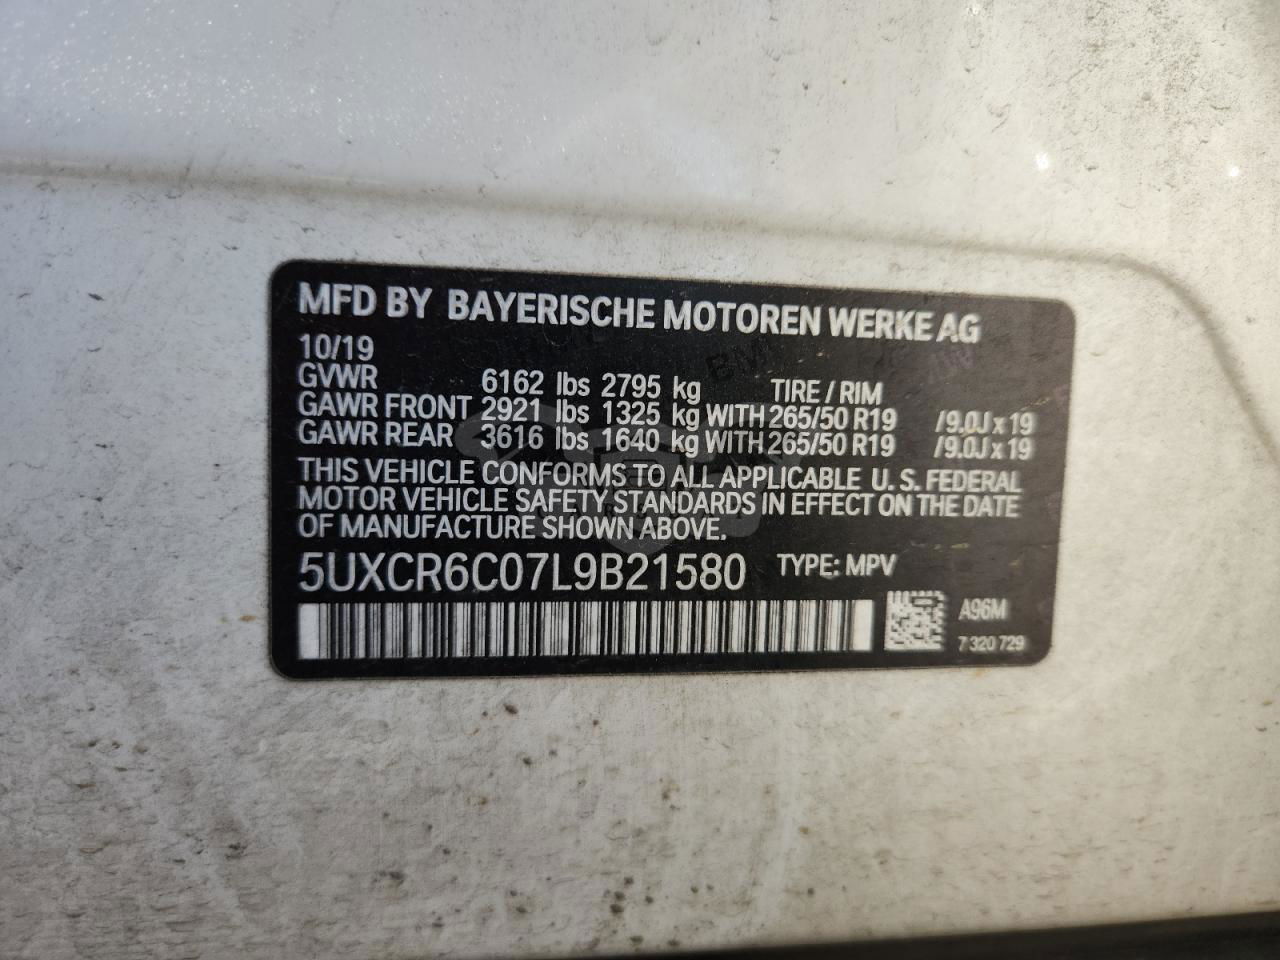 MFD BY BAYERISCHE MOTOREN WERKE AG
10/19
GVWR 6162 lbs 2795 kg TIRE / RIM
GAWR FRONT 2921 lbs 1325 kg WITH 265/50 R19 /9.0J x 19
GAWR REAR 3616 lbs 1640 kg WITH 265/50 R19 /9.0J x 19
THIS VEHICLE CONFORMS TO ALL APPLICABLE U. S. FEDERAL
MOTOR VEHICLE SAFETY STANDARDS IN EFFECT ON THE DATE
OF MANUFACTURE SHOWN ABOVE.
5UXCR6C07L9B21580 TYPE: MPV
A96M
7 320 729